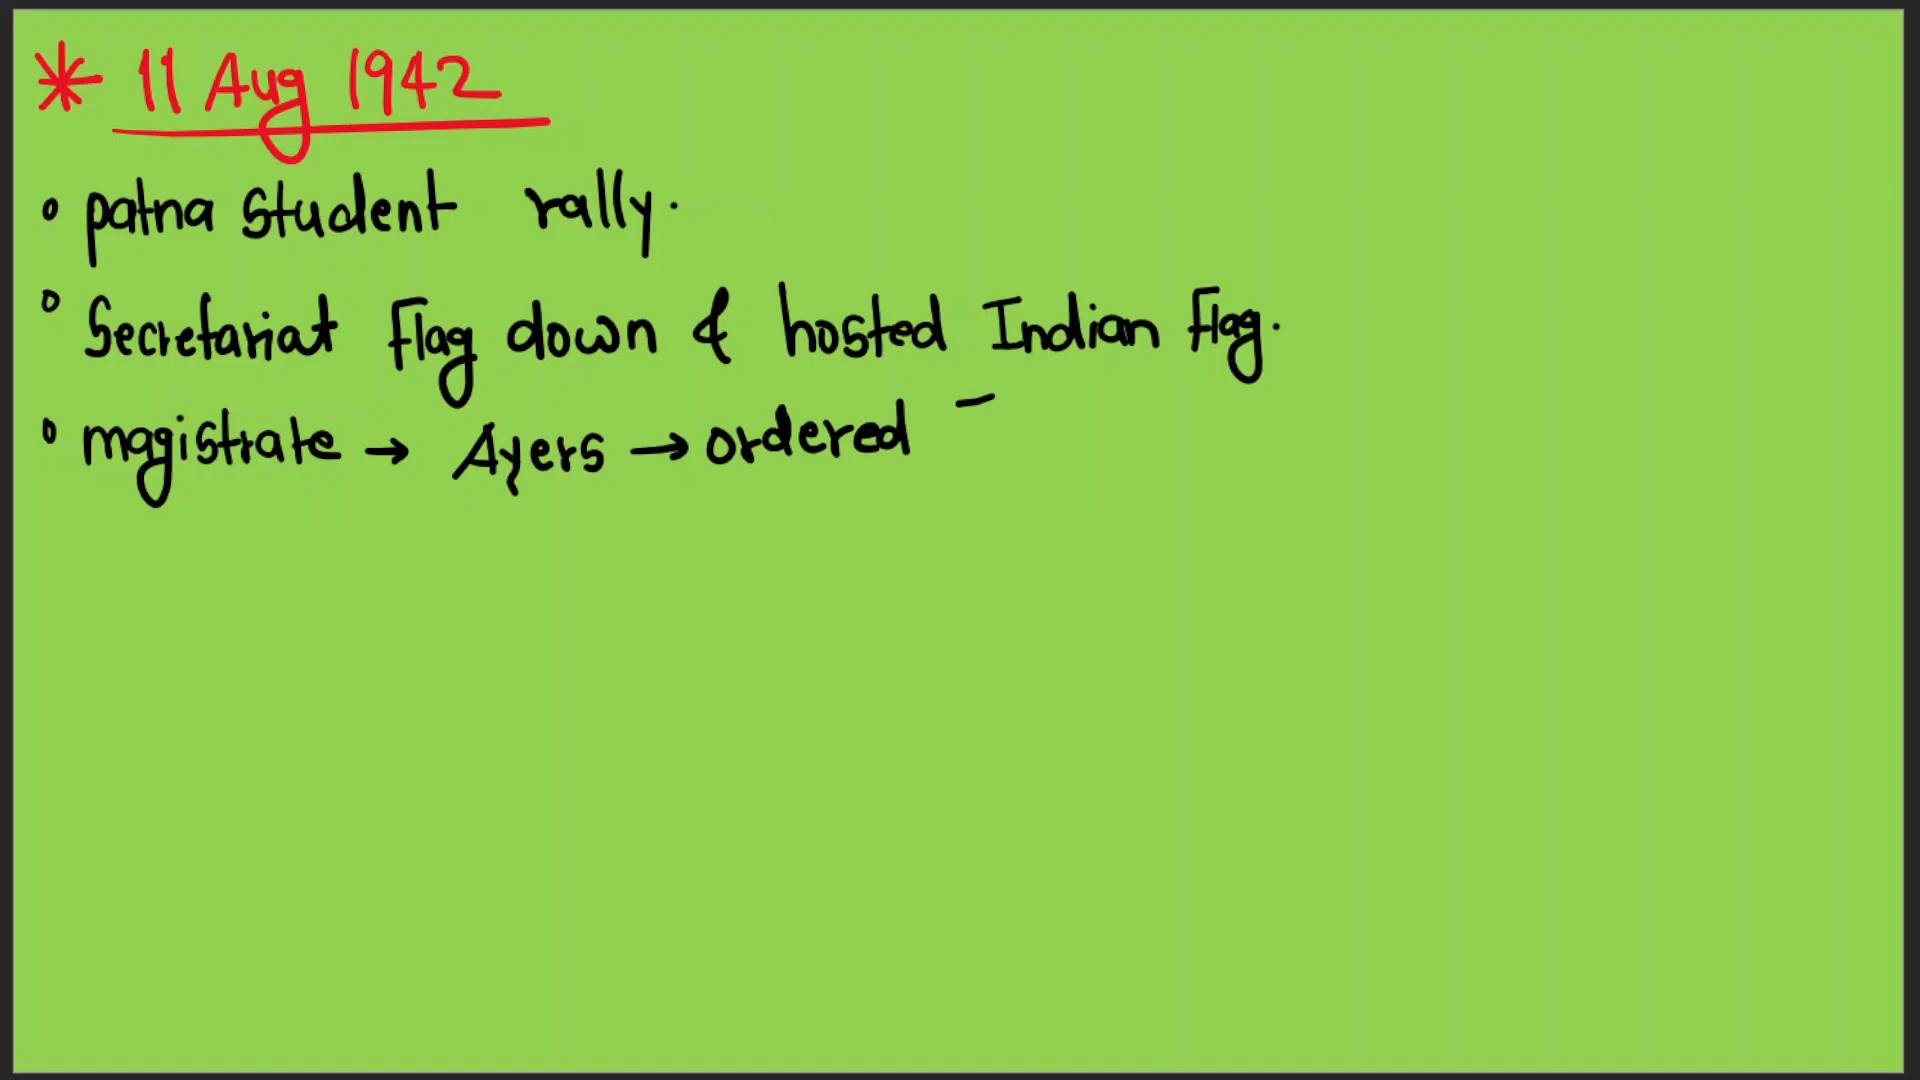 * 11 Aug 1942
• patna student rally.
• Secretariat flag down & hosted Indian flag.
• magistrate → Ayers → ordered